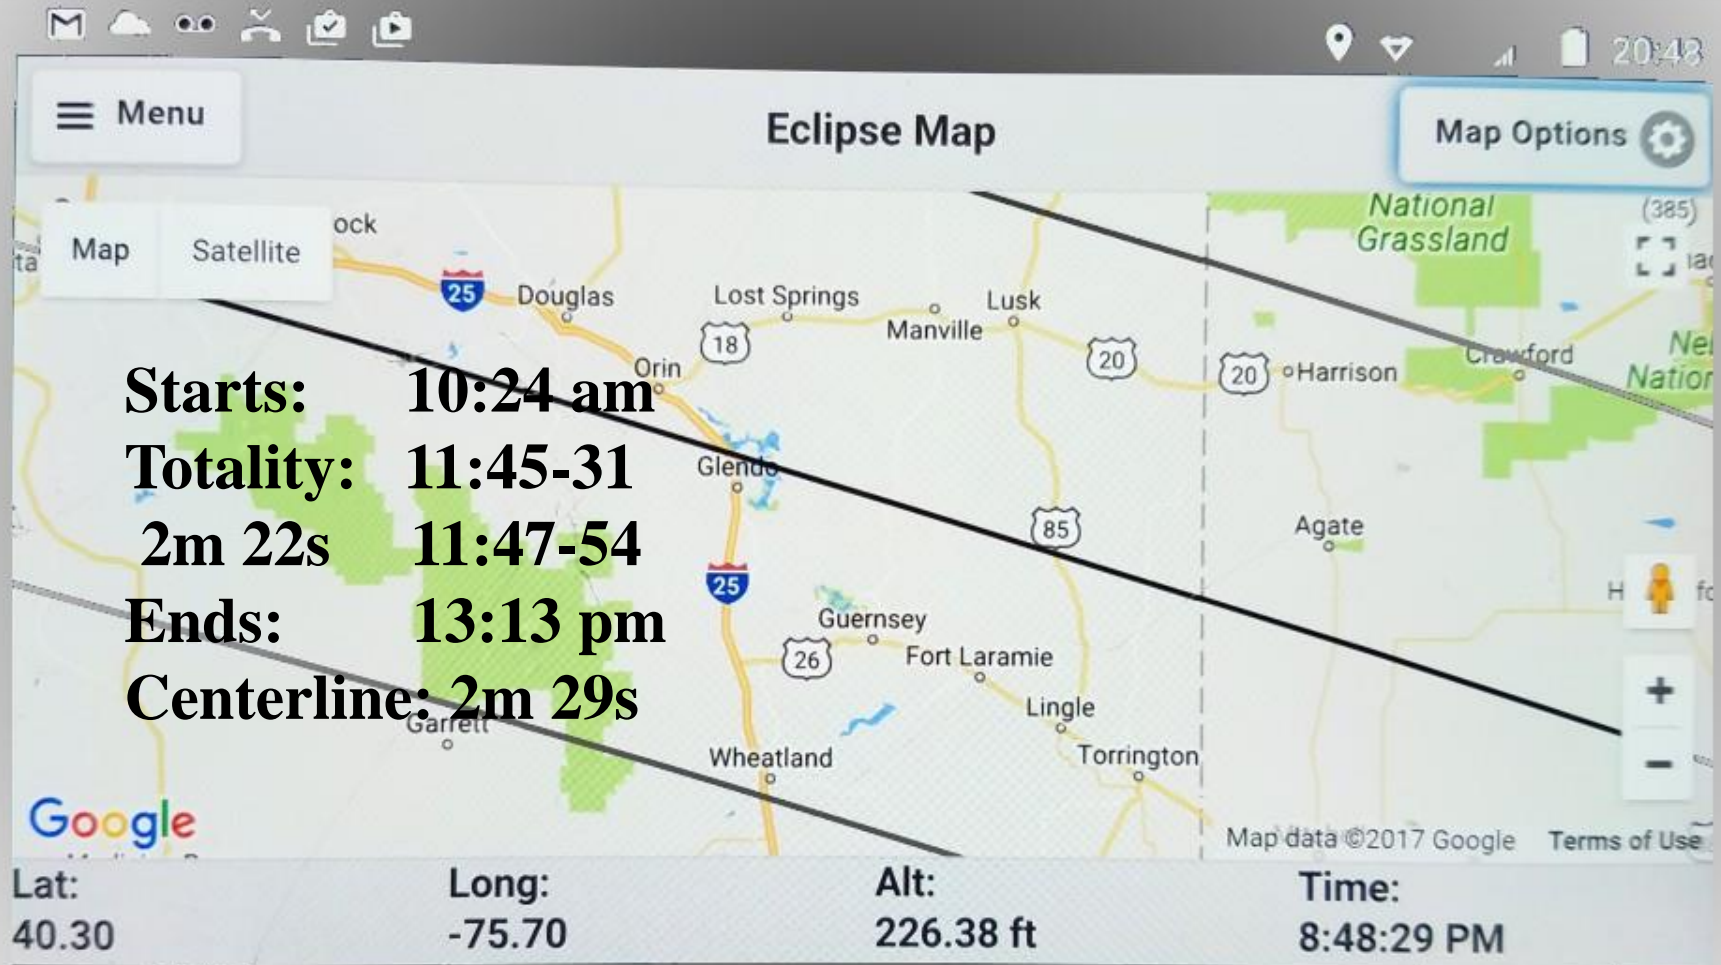 20:48
Menu
Eclipse Map
Map Options
Map
Satellite
ock
National
Grassland
(385)
25
Douglas
Lost Springs
Lusk
Manville
18
20
Orin
20
Harrison
Crawford
Starts: 10:24 am
Totality: 11:45-31
2m 22s 11:47-54
Ends: 13:13 pm
Centerline: 2m 29s
Glendo
85
Agate
25
Guernsey
26
Fort Laramie
Lingle
Garrett
Wheatland
Torrington
Google
Map data ©2017 Google
Terms of Use
Lat: Long: Alt: Time:
40.30 -75.70 226.38 ft 8:48:29 PM